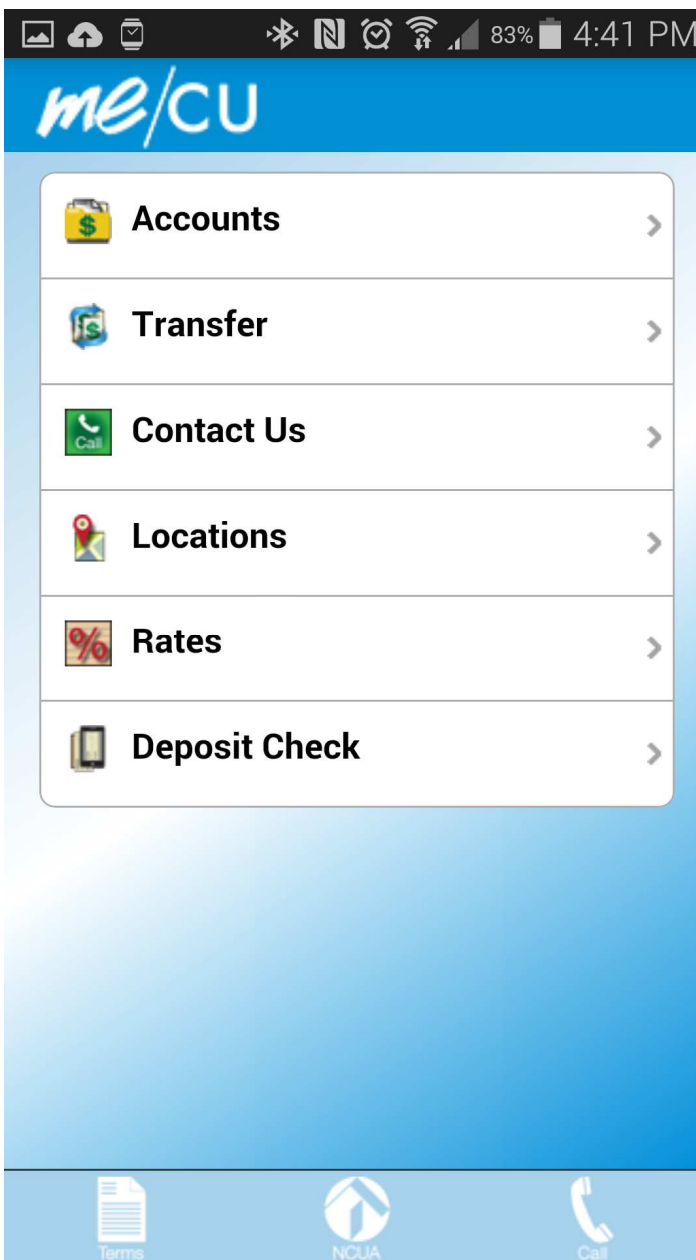 83% 4:41 PM
me/CU
Accounts
Transfer
Call
Contact Us
Locations
% Rates
Deposit Check
Terms NCUA Call